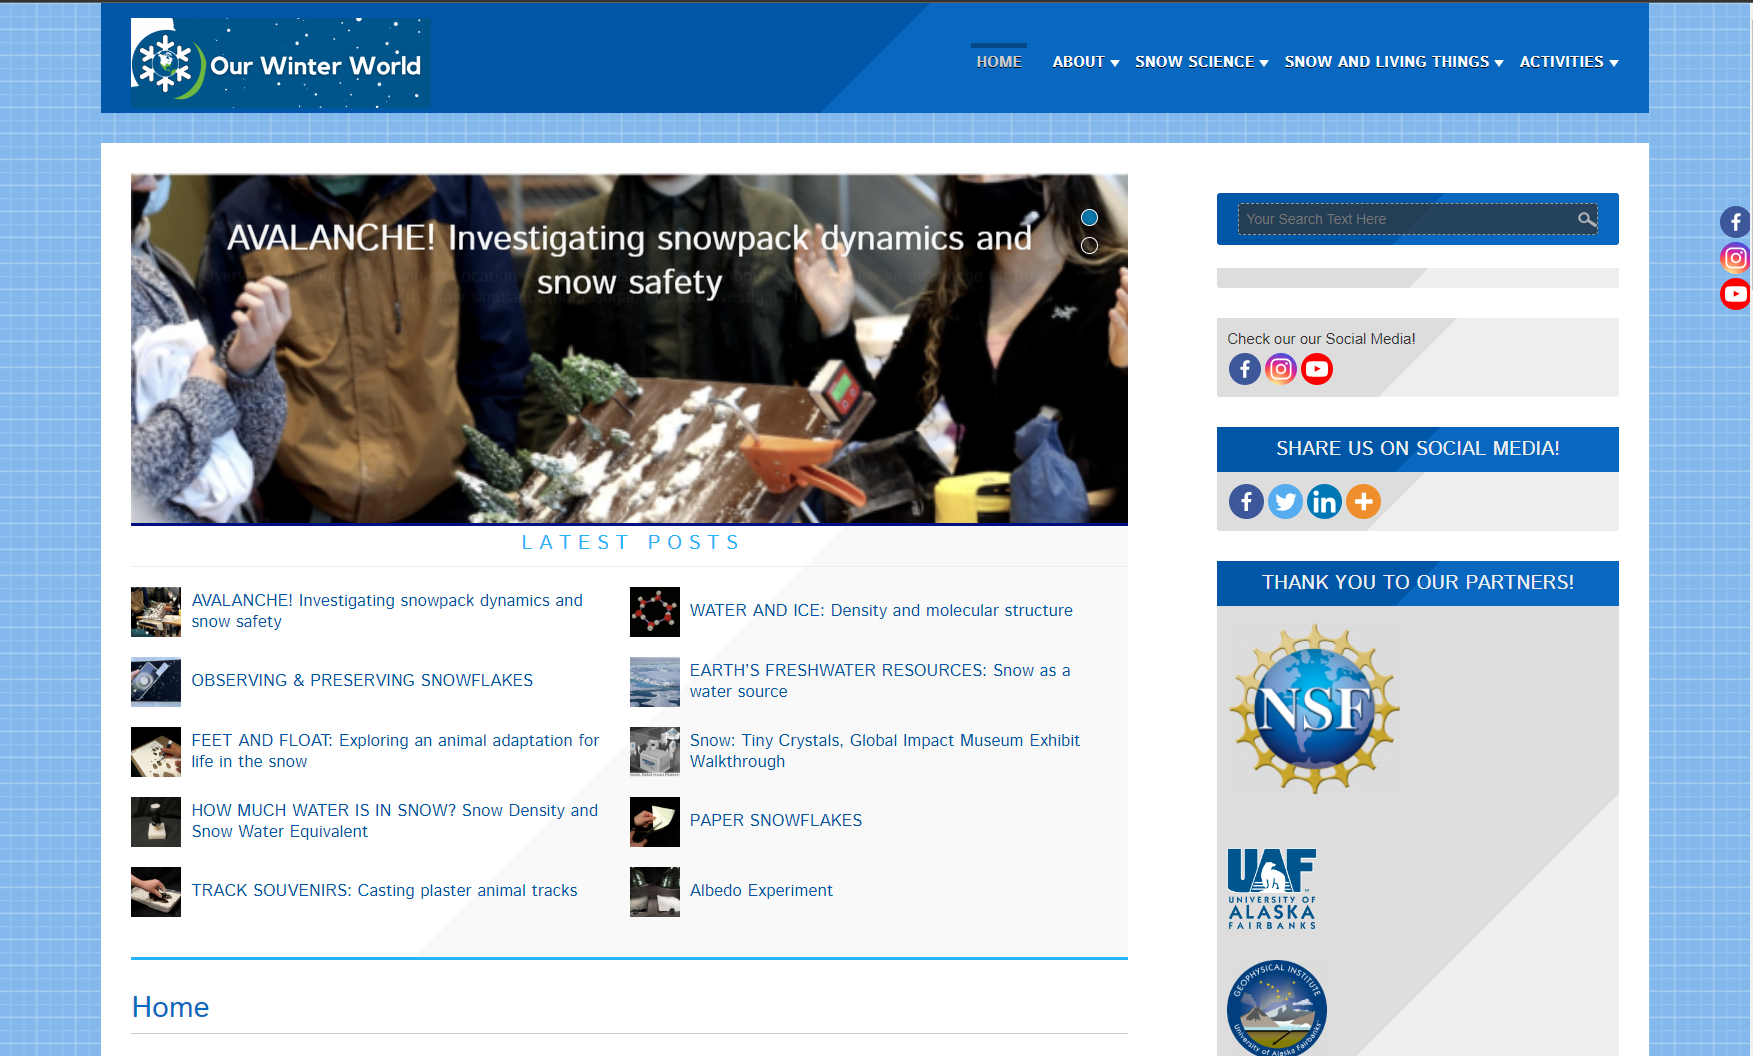 Our Winter World
HOME
ABOUT
SNOW SCIENCE
SNOW AND LIVING THINGS
ACTIVITIES
AVALANCHE! Investigating snowpack dynamics and
snow safety
Your Search Text Here
Check our our Social Media!
SHARE US ON SOCIAL MEDIA!
THANK YOU TO OUR PARTNERS!
NSF
UAF
UNIVERSITY OF
ALASKA
FAIRBANKS
GEOPHYSICAL INSTITUTE
University of Alaska Fairbanks
LATEST POSTS
AVALANCHE! Investigating snowpack dynamics and
snow safety
WATER AND ICE: Density and molecular structure
OBSERVING & PRESERVING SNOWFLAKES
EARTH’S FRESHWATER RESOURCES: Snow as a
water source
FEET AND FLOAT: Exploring an animal adaptation for
life in the snow
Snow: Tiny Crystals, Global Impact Museum Exhibit
Walkthrough
HOW MUCH WATER IS IN SNOW? Snow Density and
Snow Water Equivalent
PAPER SNOWFLAKES
TRACK SOUVENIRS: Casting plaster animal tracks
Albedo Experiment
Home